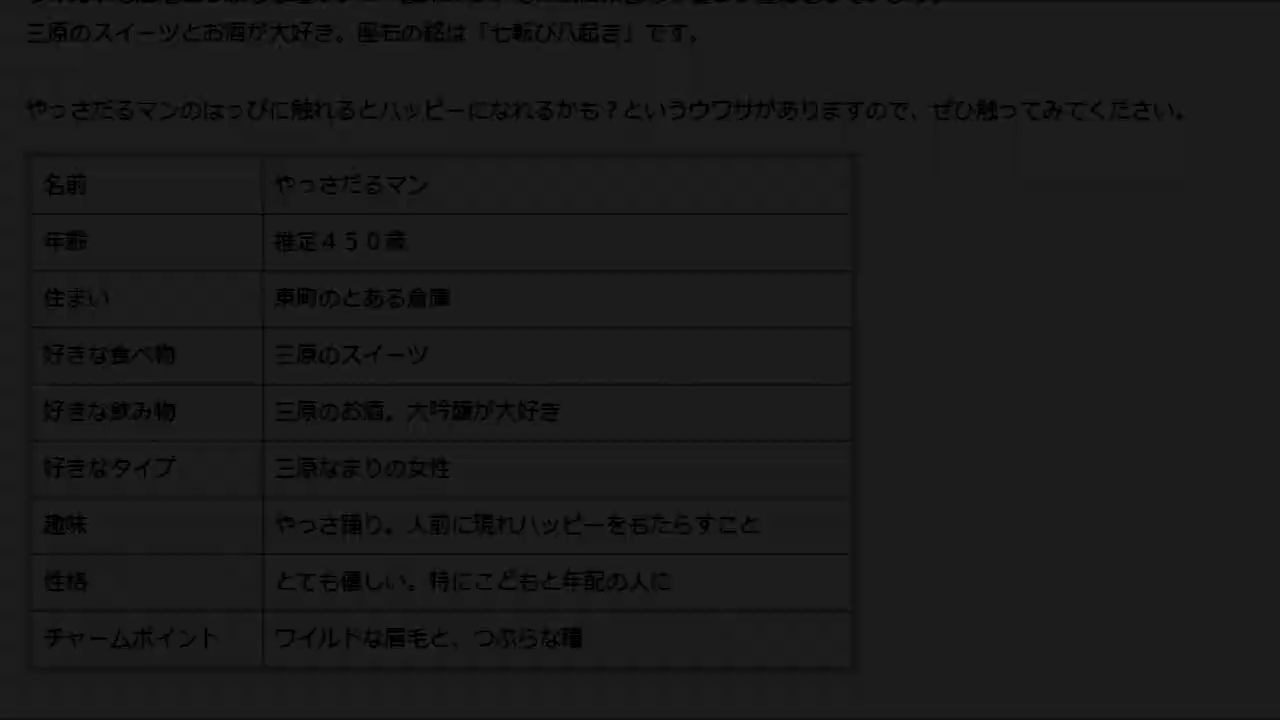 三原のスイーツとお酒が大好き。座右の銘は「七転び八起き」です。
やっさだるマンのはっぴに触れるとハッピーになれるかも？というウワサがありますので、ぜひ触ってみてください。
名前 やっさだるマン
年齢 推定４５０歳
住まい 東町のとある倉庫
好きな食べ物 三原のスイーツ
好きな飲み物 三原のお酒。大吟醸が大好き
好きなタイプ 三原なまりの女性
趣味 やっさ踊り。人前に現れハッピーをもたらすこと
性格 とても優しい。特にこどもと年配の人に
チャームポイント ワイルドな眉毛と、つぶらな瞳